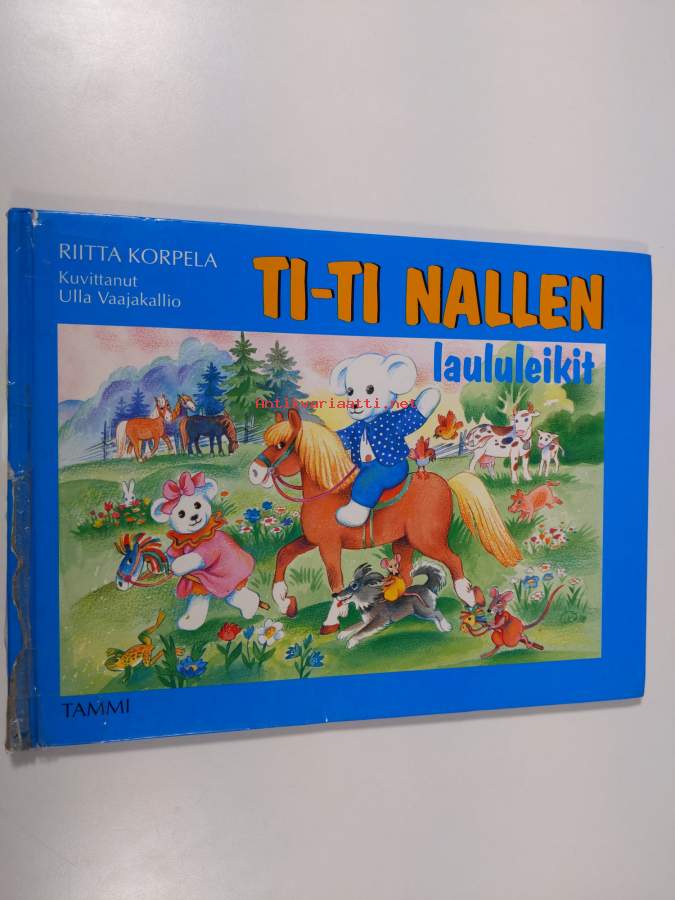 RIITTA KORPELA
Kuvittanut
Ulla Vaajakallio
TI-TI NALLEN
laululeikit
Antikvariaatti.net
TAMMI